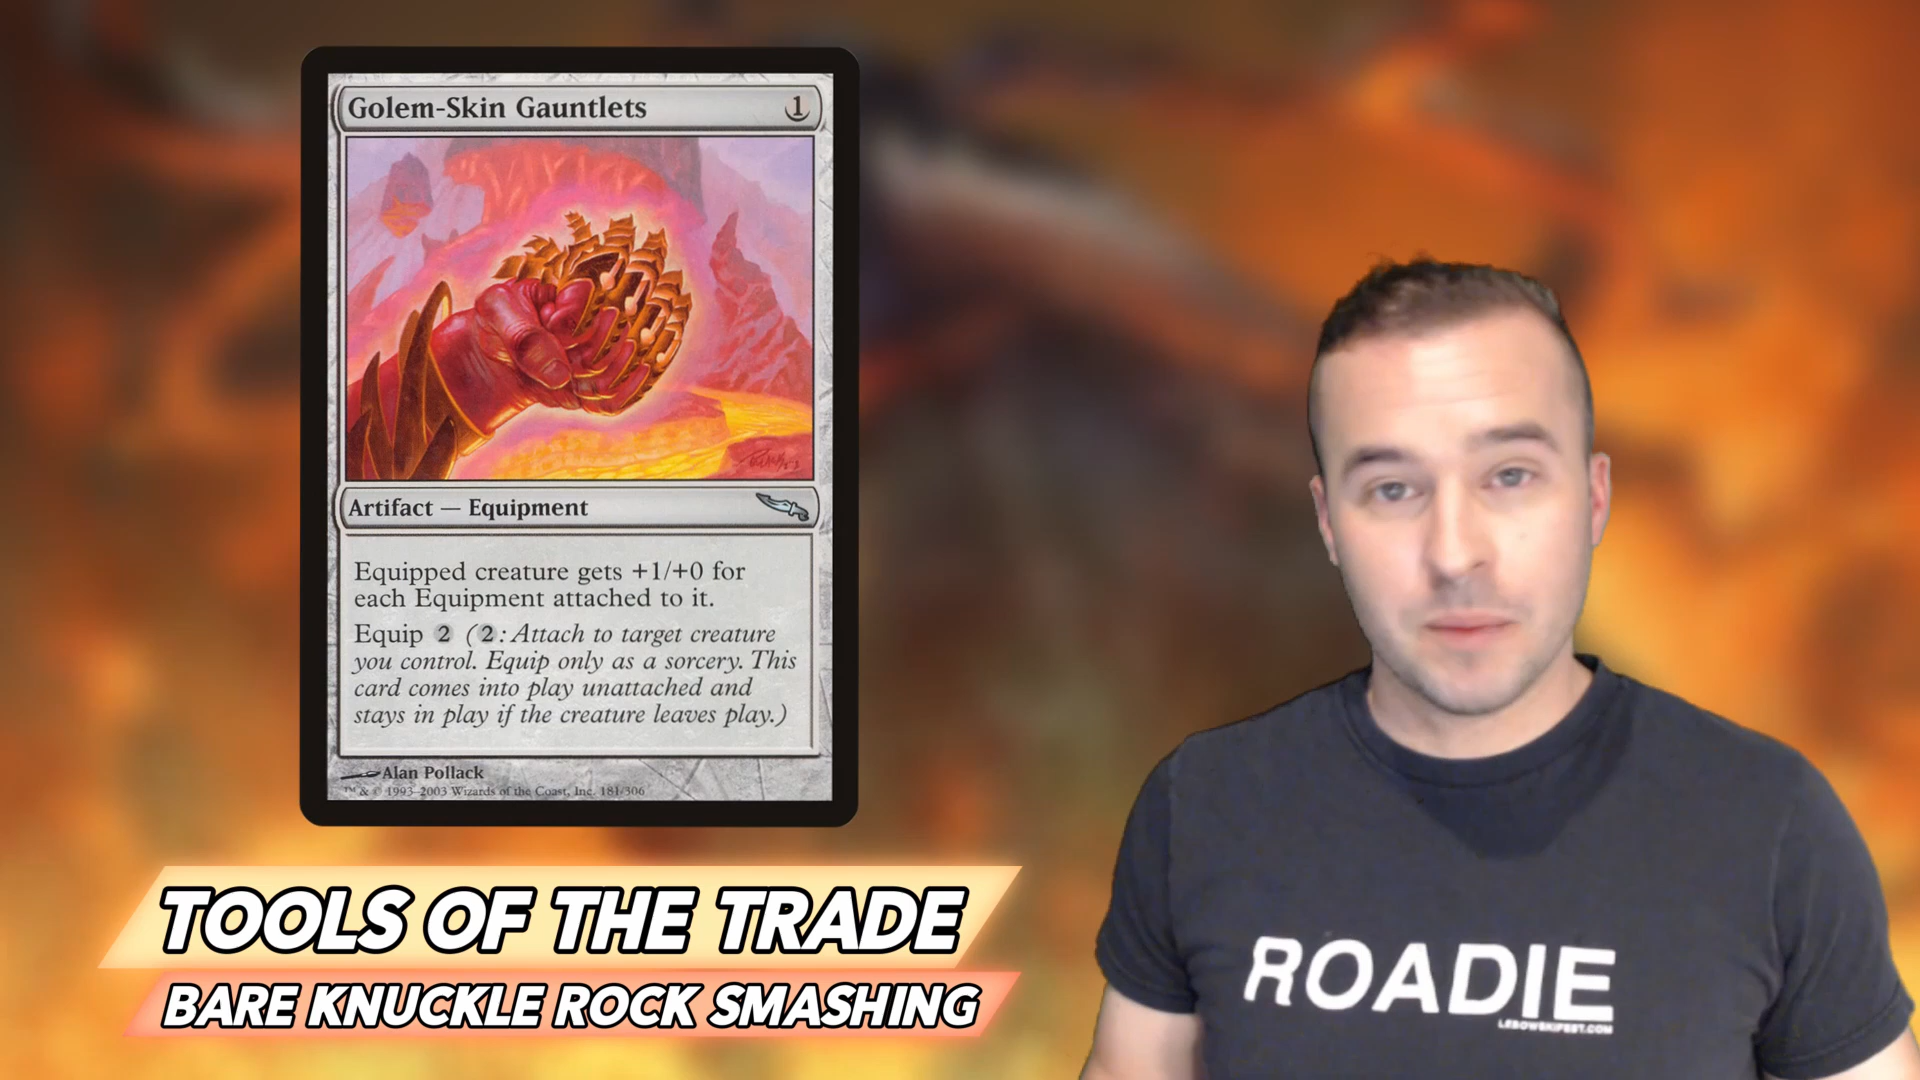 Golem-Skin Gauntlets 1
Artifact — Equipment
Equipped creature gets +1/+0 for
each Equipment attached to it.
Equip 2 (2: Attach to target creature
you control. Equip only as a sorcery. This
card comes into play unattached and
stays in play if the creature leaves play.)
Alan Pollack
™ & © 1993–2003 Wizards of the Coast, Inc. 181/306
TOOLS OF THE TRADE
BARE KNUCKLE ROCK SMASHING
ROADIE
LEBOWSKIFEST.COM